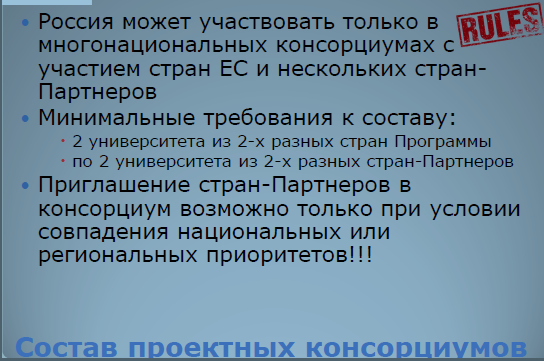 RULES
• Россия может участвовать только в
многонациональных консорциумах с
участием стран ЕС и нескольких стран-
Партнеров
• Минимальные требования к составу:
• 2 университета из 2-х разных стран Программы
• по 2 университета из 2-х разных стран-Партнеров
• Приглашение стран-Партнеров в
консорциум возможно только при условии
совпадения национальных или
региональных приоритетов!!!
Состав проектных консорциумов